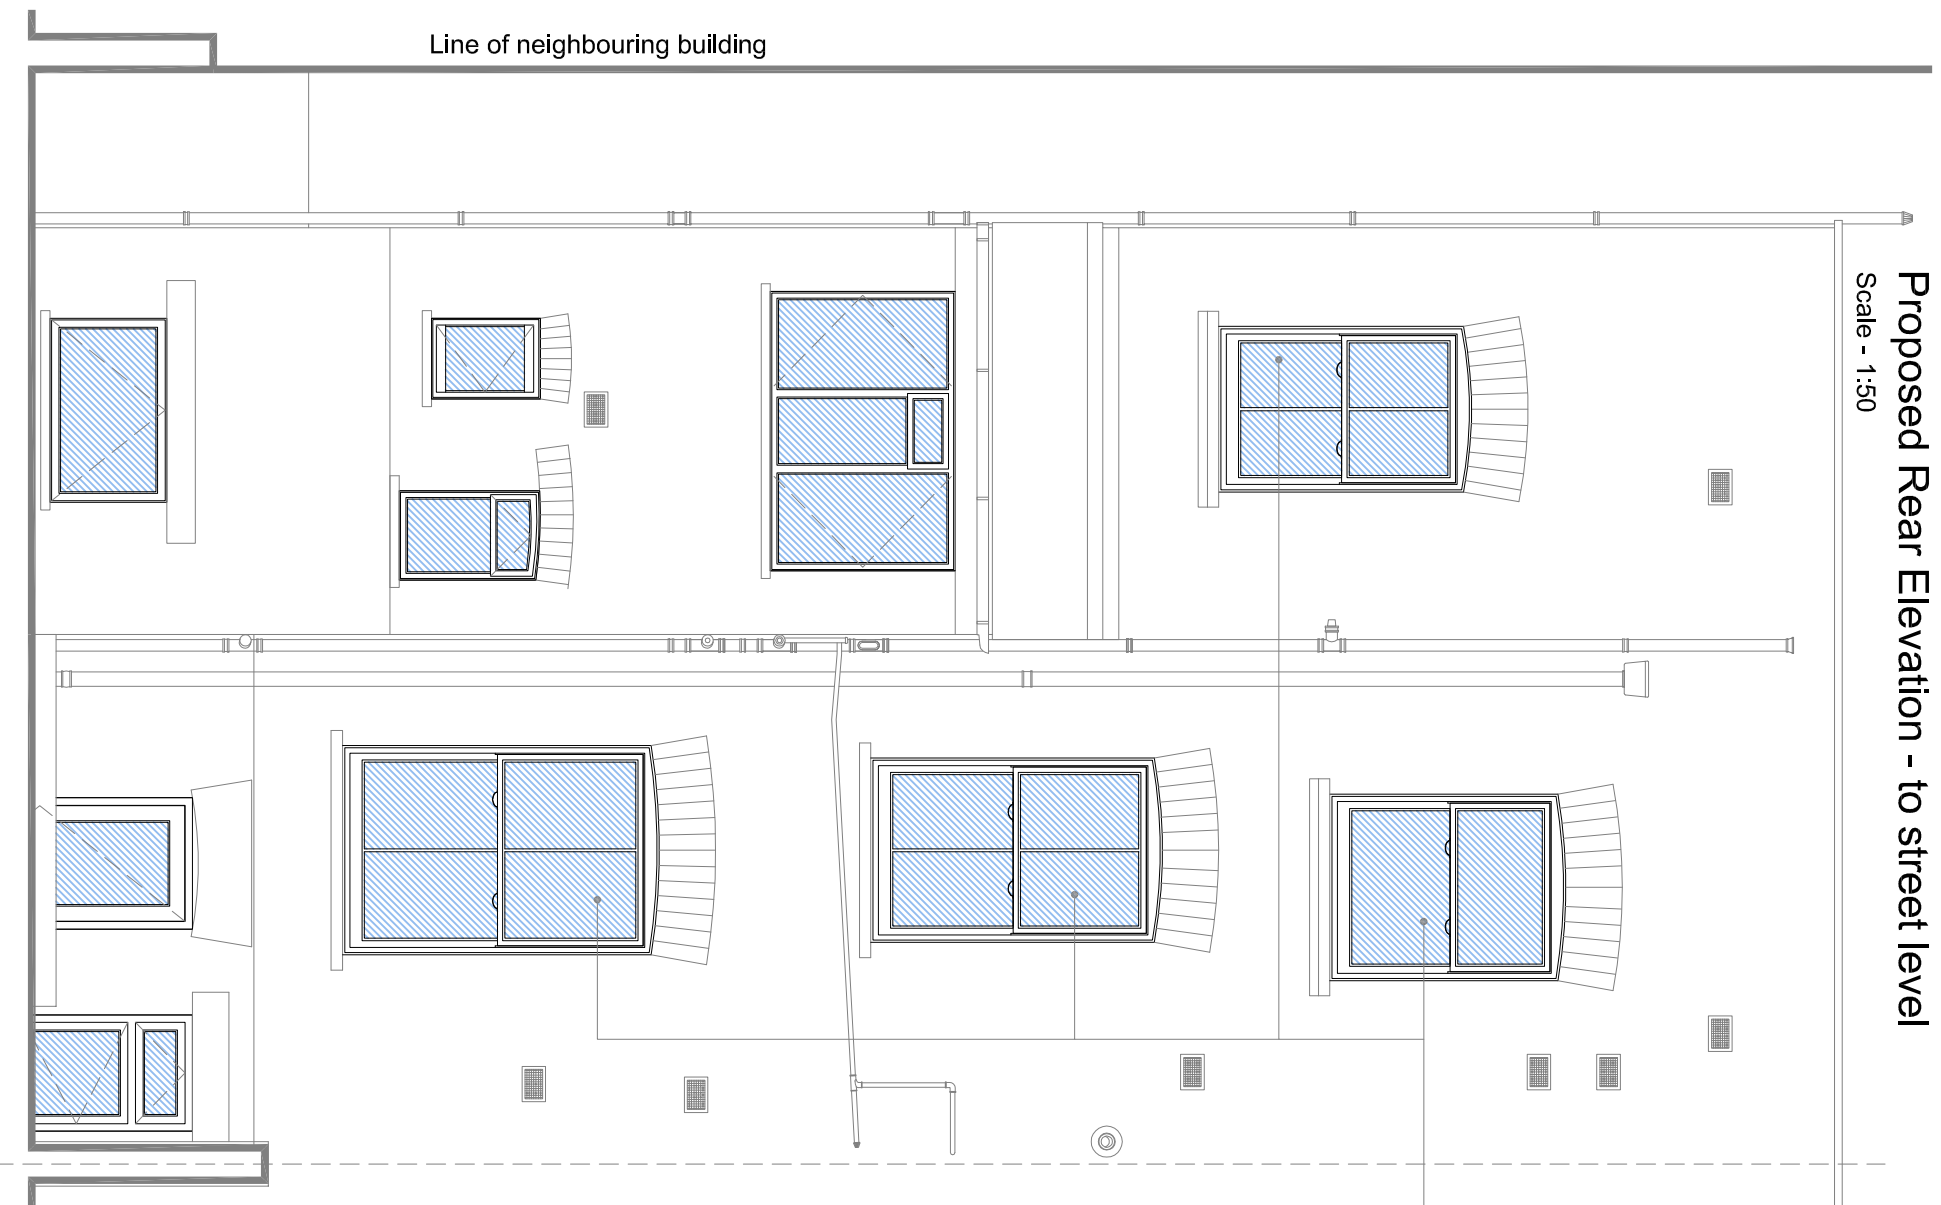 Line of neighbouring building
Proposed Rear Elevation - to street level
Scale - 1:50